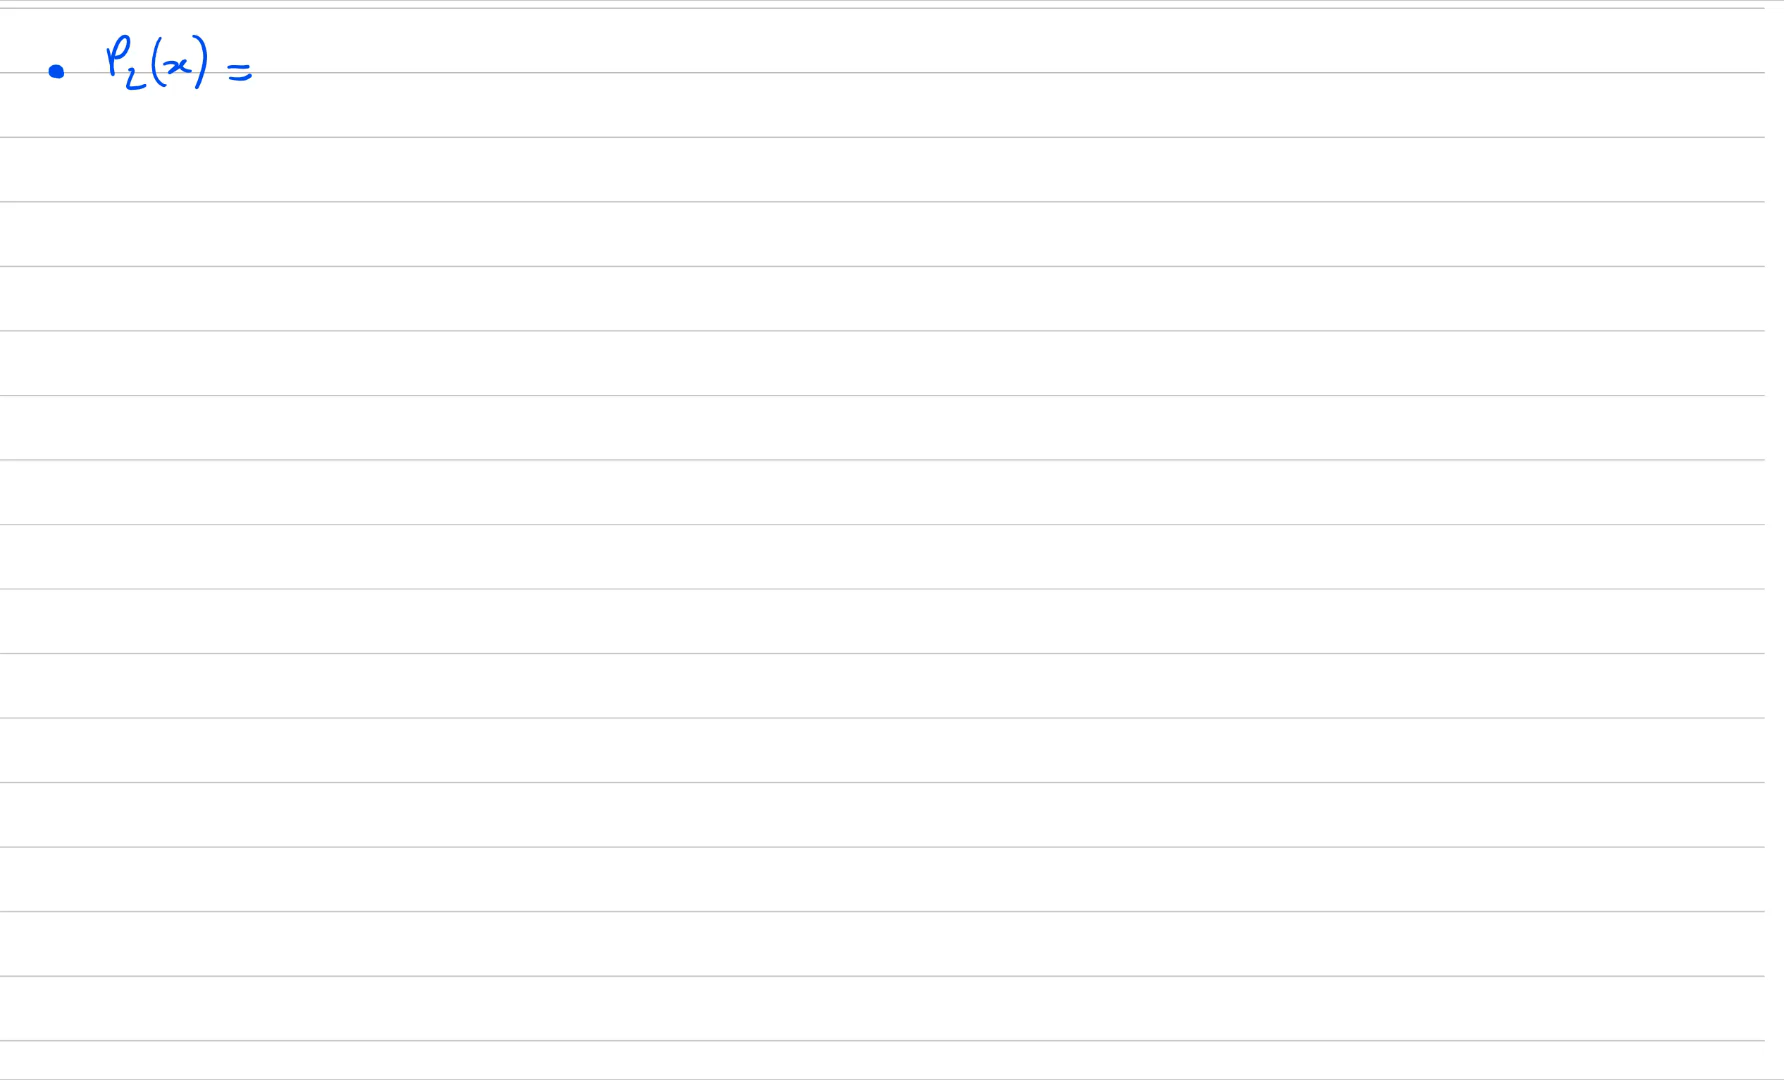 • P₂(x) =